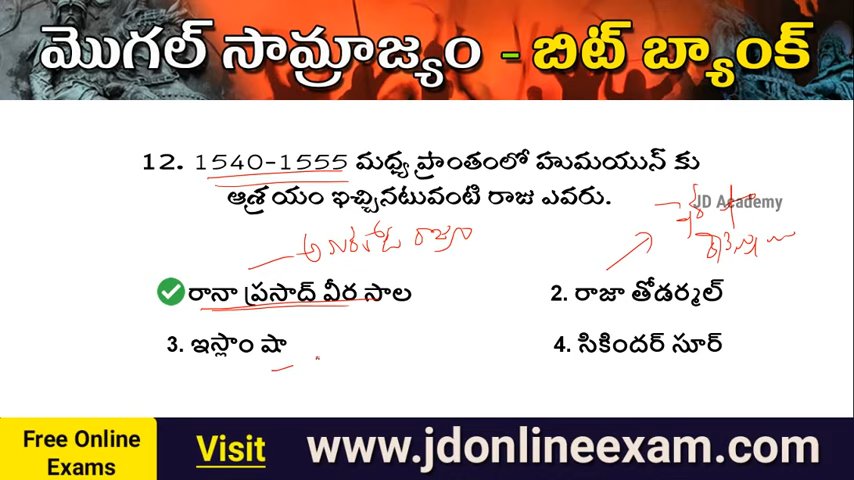 మొగల్ సామ్రాజ్యం - బిట్ బ్యాంక్
12. 1540-1555 మధ్య ప్రాంతంలో హుమయున్ కు
ఆశ్రయం ఇచ్చినటువంటి రాజు ఎవరు.
JD Academy
రానా ప్రసాద్ వీర సాల
2. రాజా తోడర్మల్
3. ఇస్లాం షా
4. సికిందర్ సూర్
Free Online
Exams
Visit
www.jdonlineexam.com